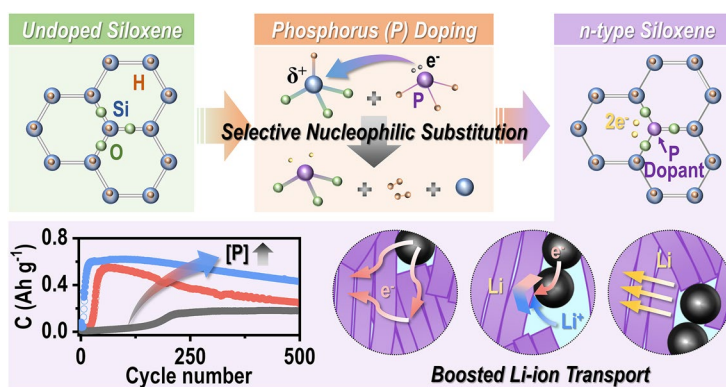 Undoped Siloxene
Phosphorus (P) Doping
n-type Siloxene
H
Si
O
δ+
e-
P
Selective Nucleophilic Substitution
2e-
P
Dopant
C (Ah g-1)
0.8
0.4
0.0
[P]
0
250
500
Cycle number
e-
Li
e-
Li+
Li
Boosted Li-ion Transport